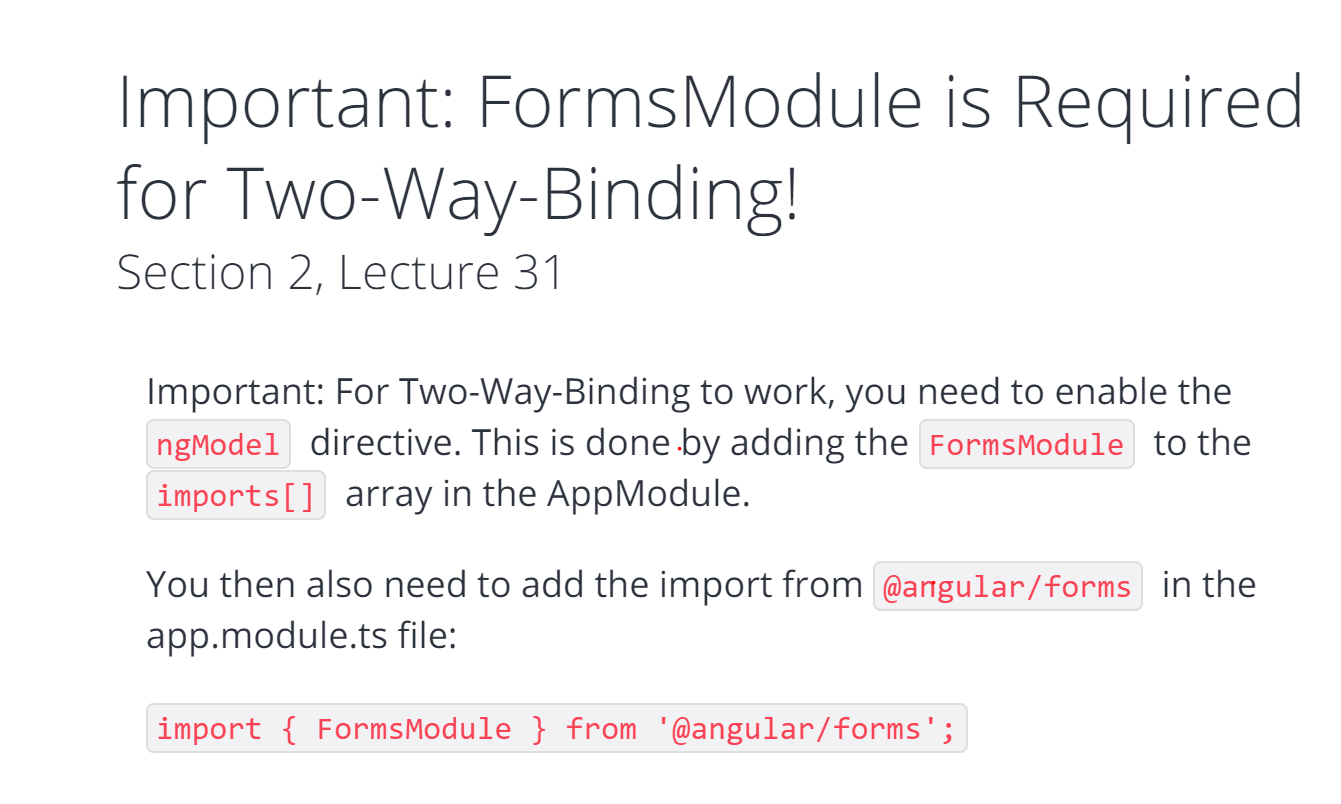 Important: FormsModule is Required
for Two-Way-Binding!
Section 2, Lecture 31
Important: For Two-Way-Binding to work, you need to enable the
ngModel directive. This is done by adding the FormsModule to the
imports[] array in the AppModule.
You then also need to add the import from @angular/forms in the
app.module.ts file:
import { FormsModule } from '@angular/forms';